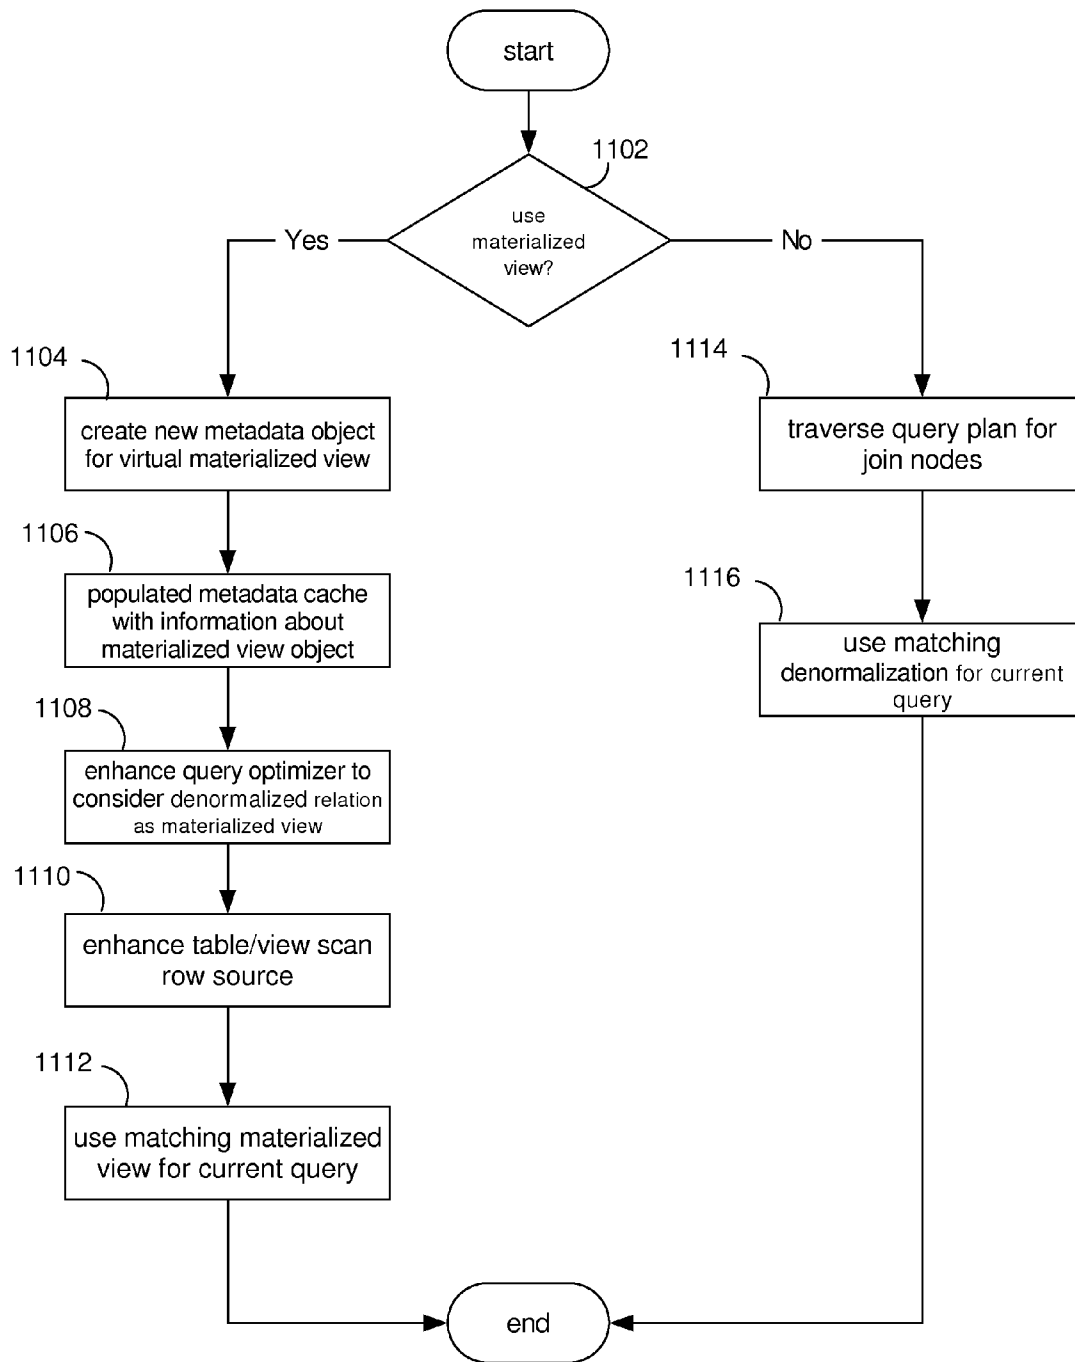 start
1102
use
materialized
view?
Yes
No
1104
create new metadata object
for virtual materialized view
1106
populated metadata cache
with information about
materialized view object
1108
enhance query optimizer to
consider denormalized relation
as materialized view
1110
enhance table/view scan
row source
1112
use matching materialized
view for current query
1114
traverse query plan for
join nodes
1116
use matching
denormalization for current
query
end